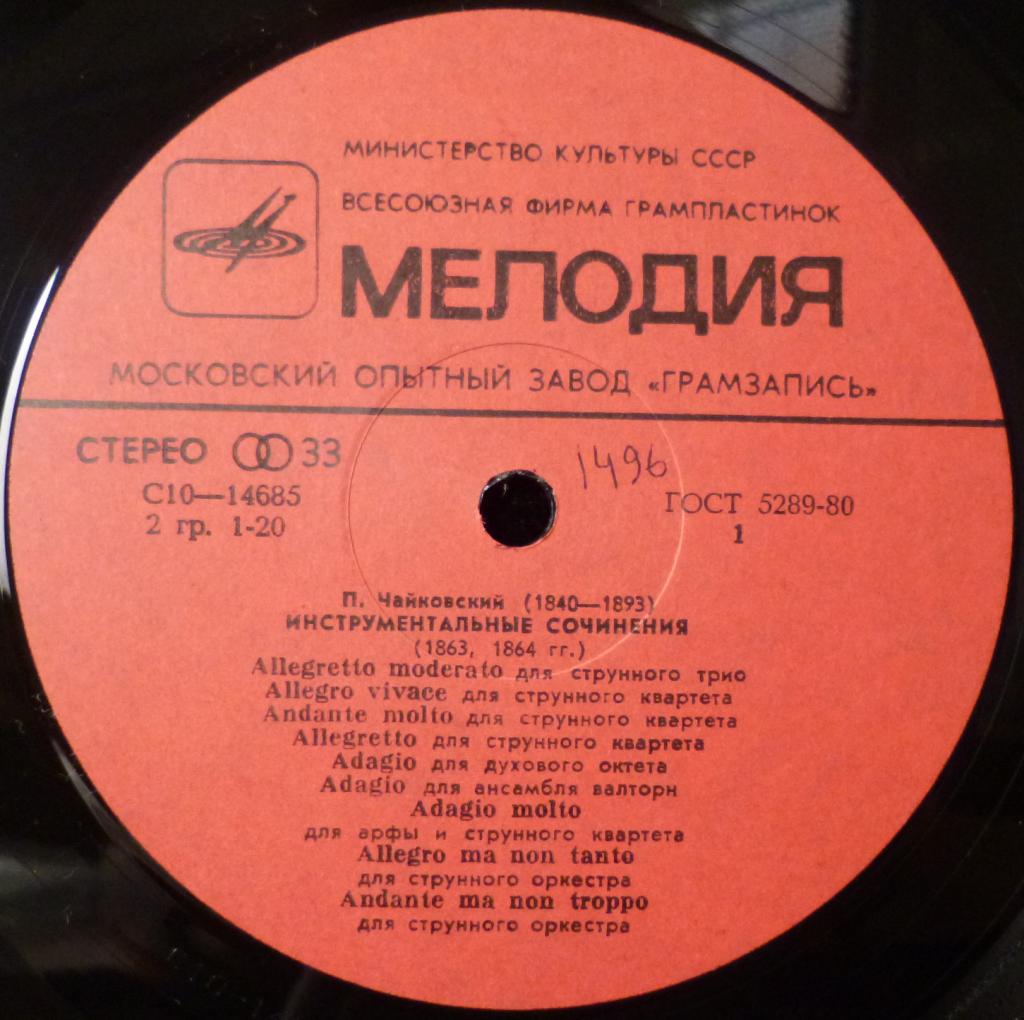 МИНИСТЕРСТВО КУЛЬТУРЫ СССР
ВСЕСОЮЗНАЯ ФИРМА ГРАМПЛАСТИНОК
МЕЛОДИЯ
МОСКОВСКИЙ ОПЫТНЫЙ ЗАВОД «ГРАМЗАПИСЬ»
СТЕРЕО 33
1496
С10—14685
ГОСТ 5289-80
2 гр. 1-20
1
П. Чайковский (1840—1893)
ИНСТРУМЕНТАЛЬНЫЕ СОЧИНЕНИЯ
(1863, 1864 гг.)
Allegretto moderato для струнного трио
Allegro vivace для струнного квартета
Andante molto для струнного квартета
Allegretto для струнного квартета
Adagio для духового октета
Adagio для ансамбля валторн
Adagio molto
для арфы и струнного квартета
Allegro ma non tanto
для струнного оркестра
Andante ma non troppo
для струнного оркестра